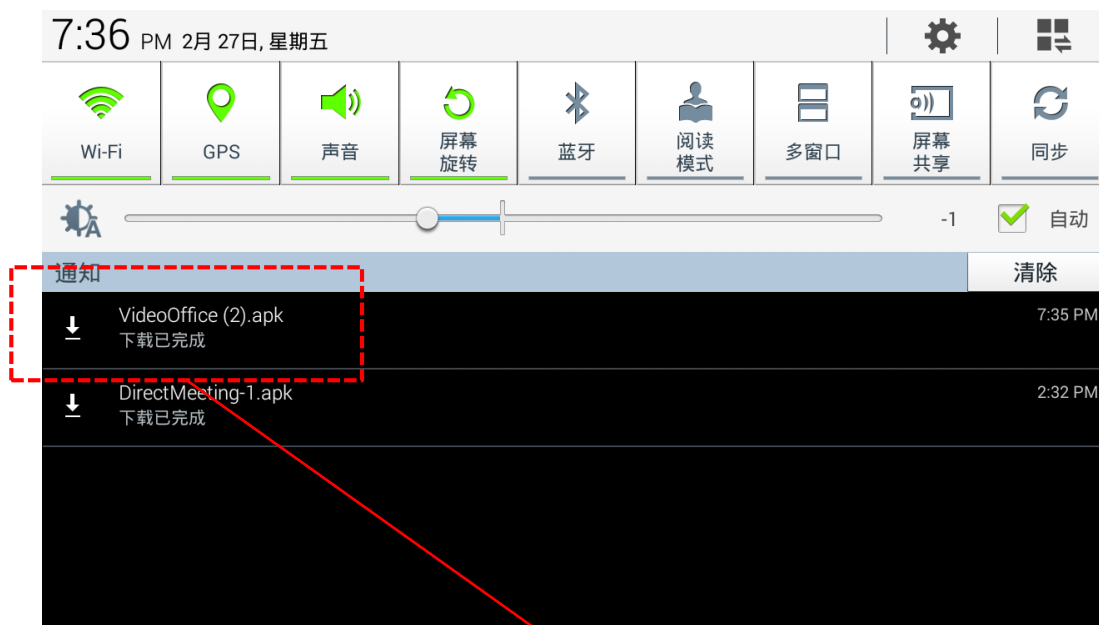 7:36 PM 2月 27日, 星期五
Wi-Fi
GPS
声音
屏幕
旋转
蓝牙
阅读
模式
多窗口
屏幕
共享
同步
A
-1
自动
通知
清除
VideoOffice (2).apk
7:35 PM
下载已完成
DirectMeeting-1.apk
2:32 PM
下载已完成